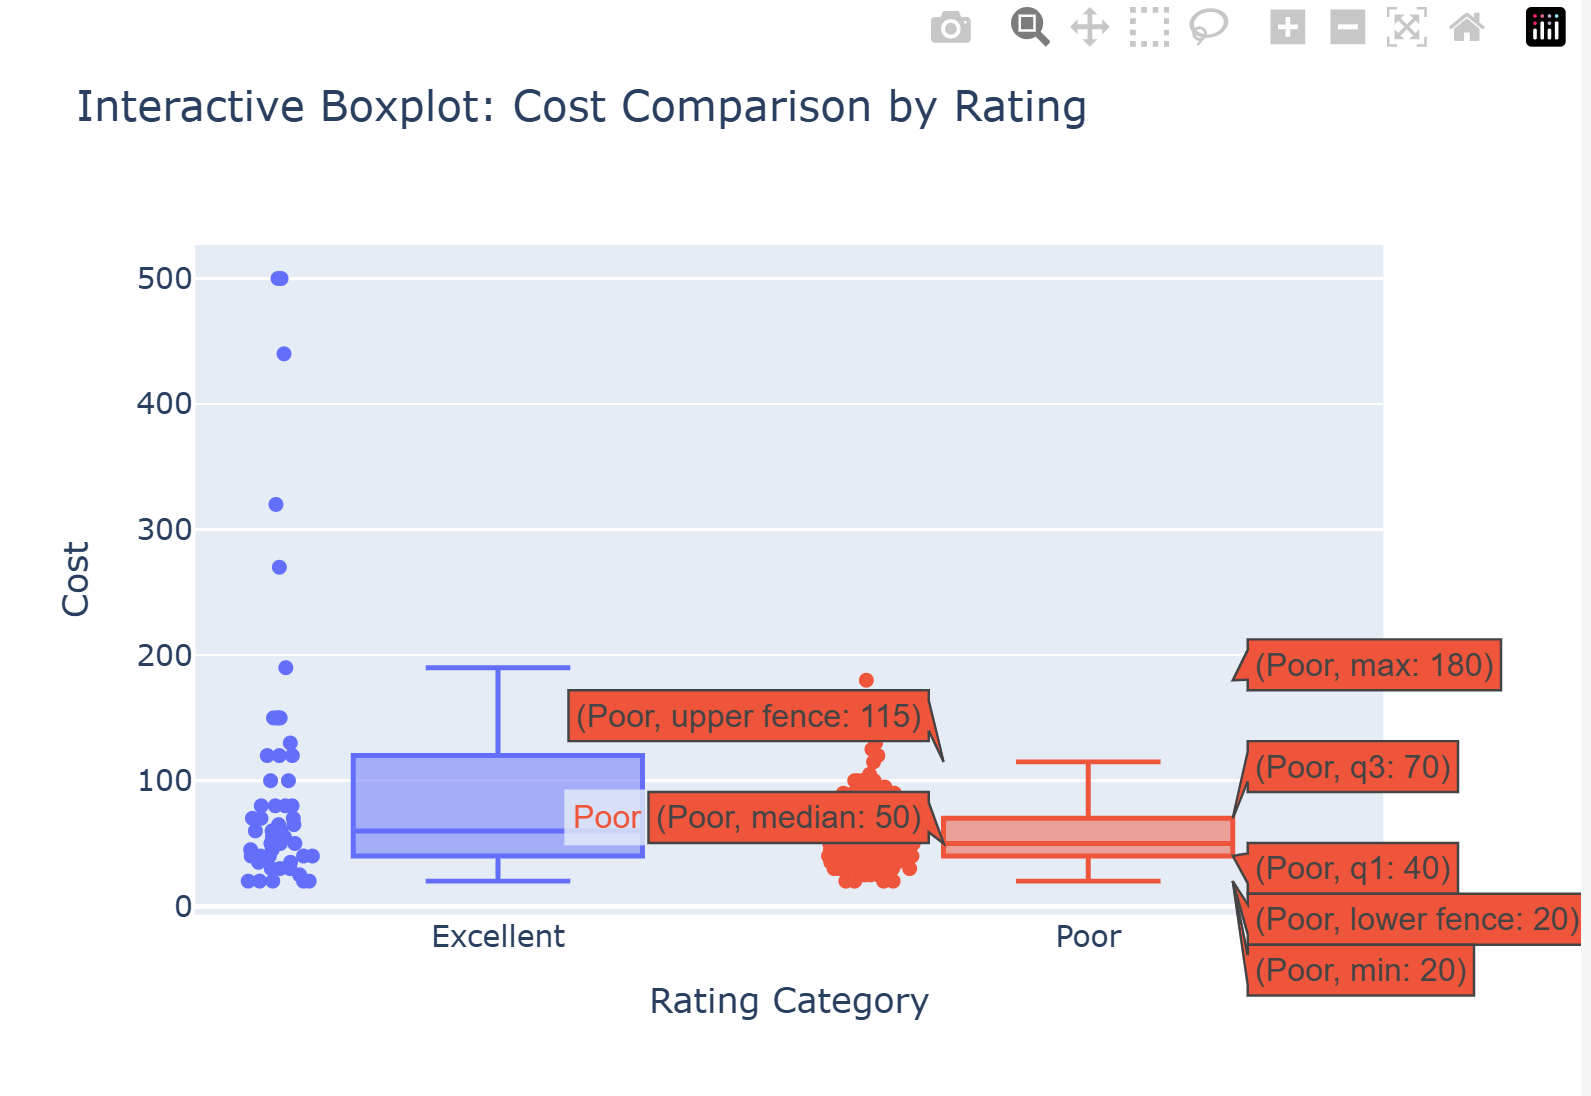 Interactive Boxplot: Cost Comparison by Rating
500
400
300
200
100
0
Cost
(Poor, max: 180)
(Poor, upper fence: 115)
(Poor, q3: 70)
Poor
(Poor, median: 50)
(Poor, q1: 40)
(Poor, lower fence: 20)
(Poor, min: 20)
Excellent
Poor
Rating Category